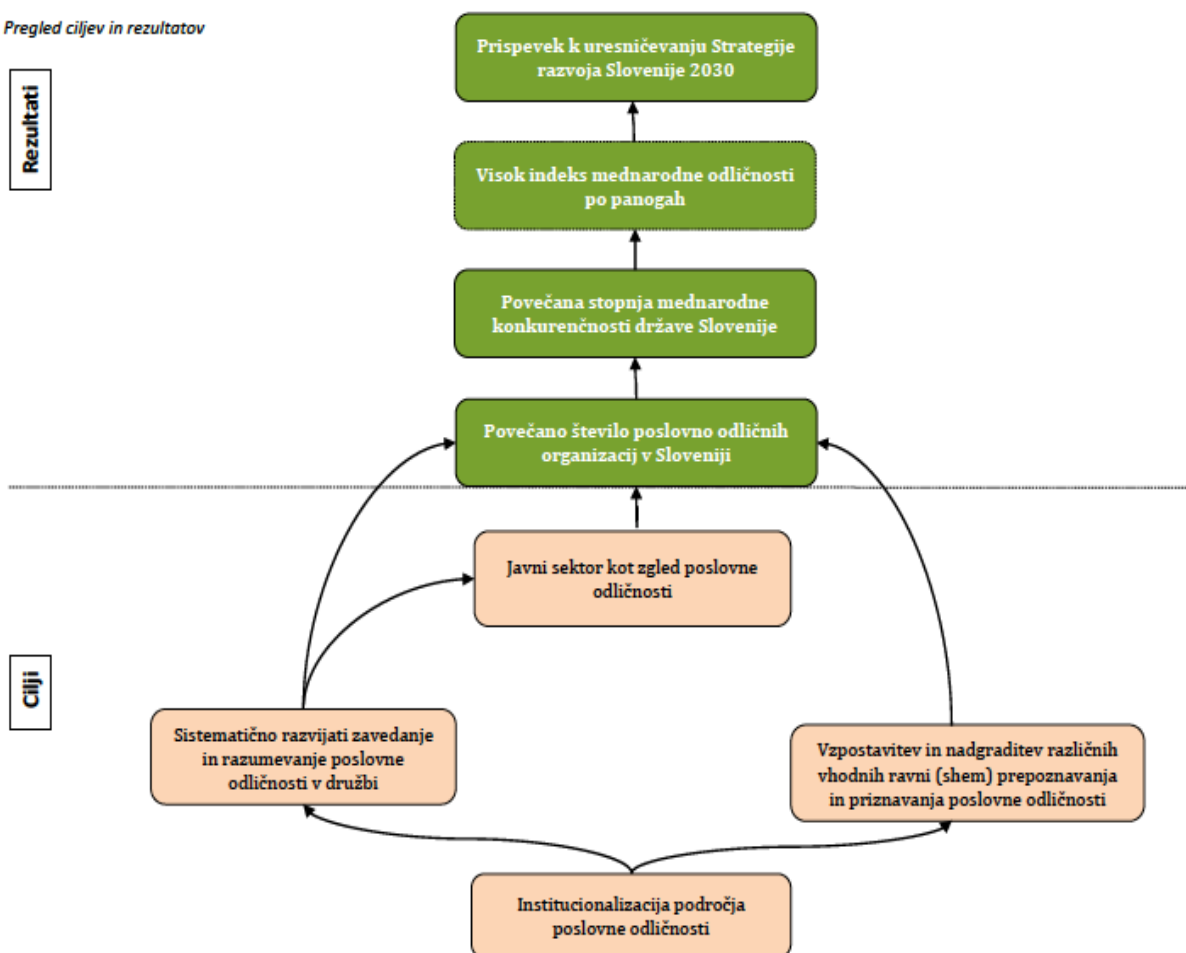 Pregled ciljev in rezultatov
Rezultati
Prispevek k uresničevanju Strategije
razvoja Slovenije 2030
Visok indeks mednarodne odličnosti
po panogah
Povečana stopnja mednarodne
konkurenčnosti države Slovenije
Povečano število poslovno odličnih
organizacij v Sloveniji
Cilji
Javni sektor kot zgled poslovne
odličnosti
Sistematično razvijati zavedanje
in razumevanje poslovne
odličnosti v družbi
Vzpostavitev in nadgraditev različnih
vhodnih ravni (shem) prepoznavanja
in priznavanja poslovne odličnosti
Institucionalizacija področja
poslovne odličnosti